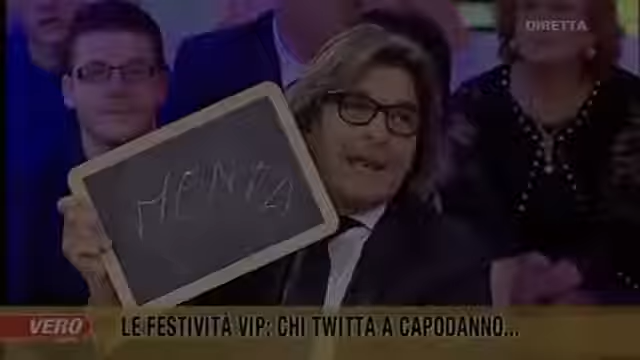 DIRETTA
MENTA
VERO
LE FESTIVITÀ VIP: CHI TWITTA A CAPODANNO...